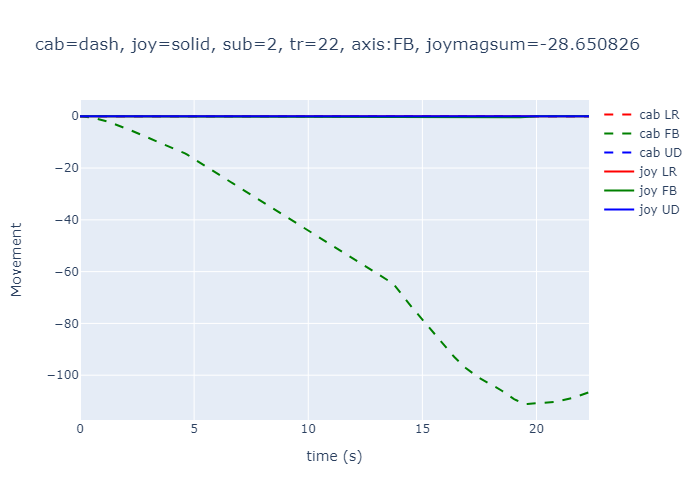 cab=dash, joy=solid, sub=2, tr=22, axis:FB, joymagsum=-28.650826
0
−20
−40
−60
−80
−100
Movement
0 5 10 15 20
time (s)
cab LR
cab FB
cab UD
joy LR
joy FB
joy UD